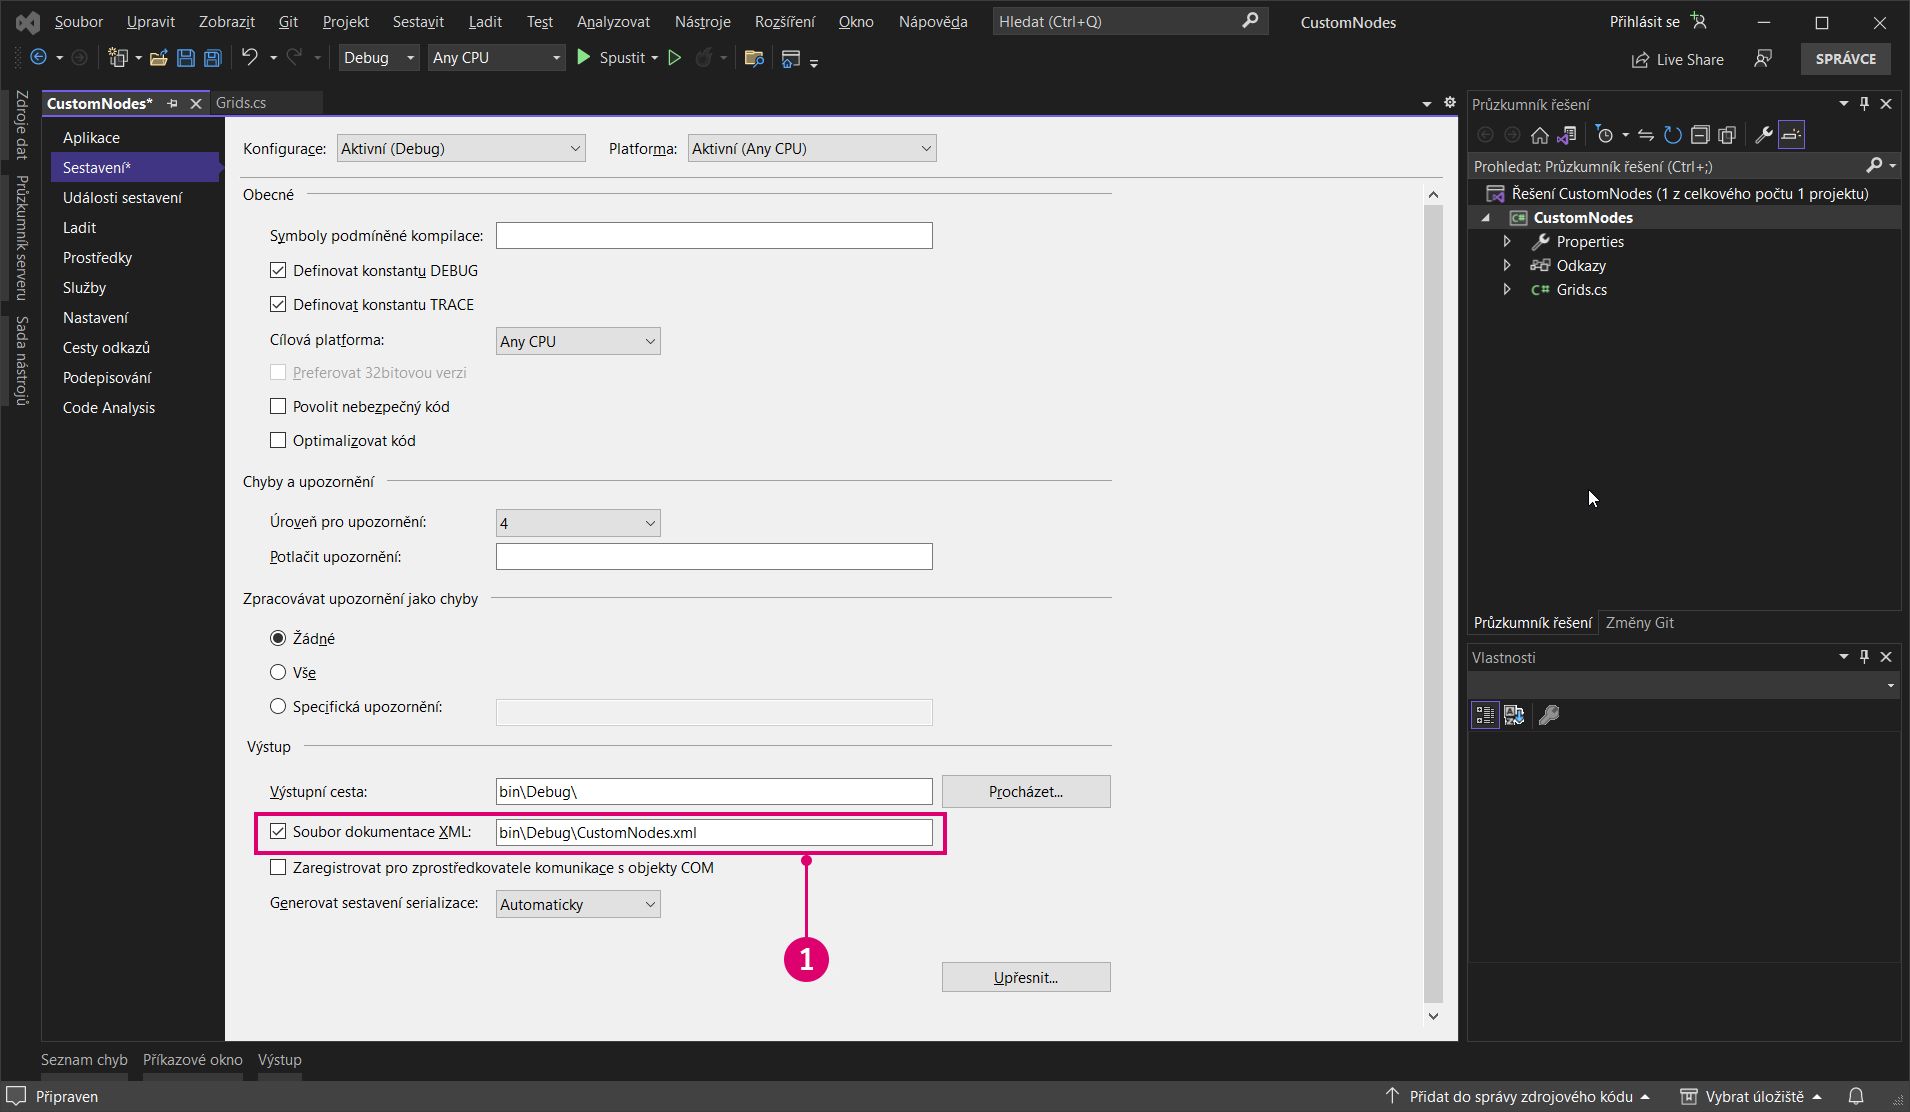 Soubor Upravit Zobrazit Git Projekt Sestavit Ladit Test Analyzovat Nástroje Rozšíření Okno Nápověda Hledat (Ctrl+Q) CustomNodes Přihlásit se
Debug Any CPU Spustit Live Share SPRÁVCE
Zdroje dat
Průzkumník serveru
Sada nástrojů
CustomNodes* Grids.cs
Aplikace
Sestavení*
Události sestavení
Ladit
Prostředky
Služby
Nastavení
Cesty odkazů
Podepisování
Code Analysis
Konfigurace: Aktivní (Debug) Platforma: Aktivní (Any CPU)
Obecné
Symboly podmíněné kompilace:
Definovat konstantu DEBUG
Definovat konstantu TRACE
Cílová platforma: Any CPU
Preferovat 32bitovou verzi
Povolit nebezpečný kód
Optimalizovat kód
Chyby a upozornění
Úroveň pro upozornění: 4
Potlačit upozornění:
Zpracovávat upozornění jako chyby
Žádné
Vše
Specifická upozornění:
Výstup
Výstupní cesta: bin\Debug\ Procházet...
Soubor dokumentace XML: bin\Debug\CustomNodes.xml
Zaregistrovat pro zprostředkovatele komunikace s objekty COM
Generovat sestavení serializace: Automaticky
1
Upřesnit...
Průzkumník řešení
Prohledat: Průzkumník řešení (Ctrl+;)
Řešení CustomNodes (1 z celkového počtu 1 projektu)
C# CustomNodes
Properties
Odkazy
C# Grids.cs
Průzkumník řešení Změny Git
Vlastnosti
Seznam chyb Příkazové okno Výstup
Připraven Přidat do správy zdrojového kódu Vybrat úložiště